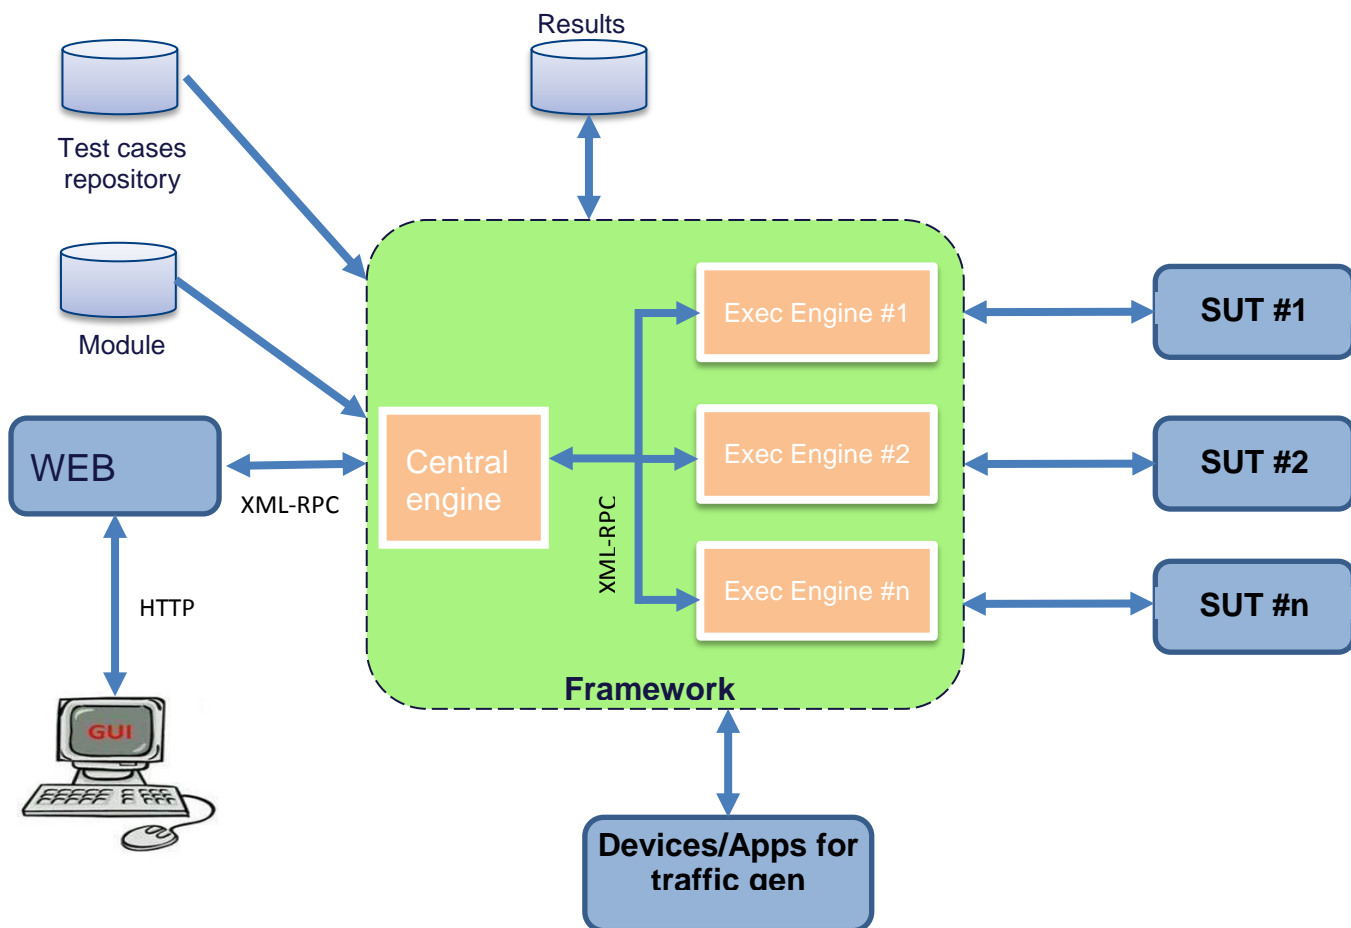 Results
Test cases
repository
Module
WEB
XML-RPC
HTTP
GUI
Central
engine
XML-RPC
Exec Engine #1
Exec Engine #2
Exec Engine #n
Framework
SUT #1
SUT #2
SUT #n
Devices/Apps for
traffic gen